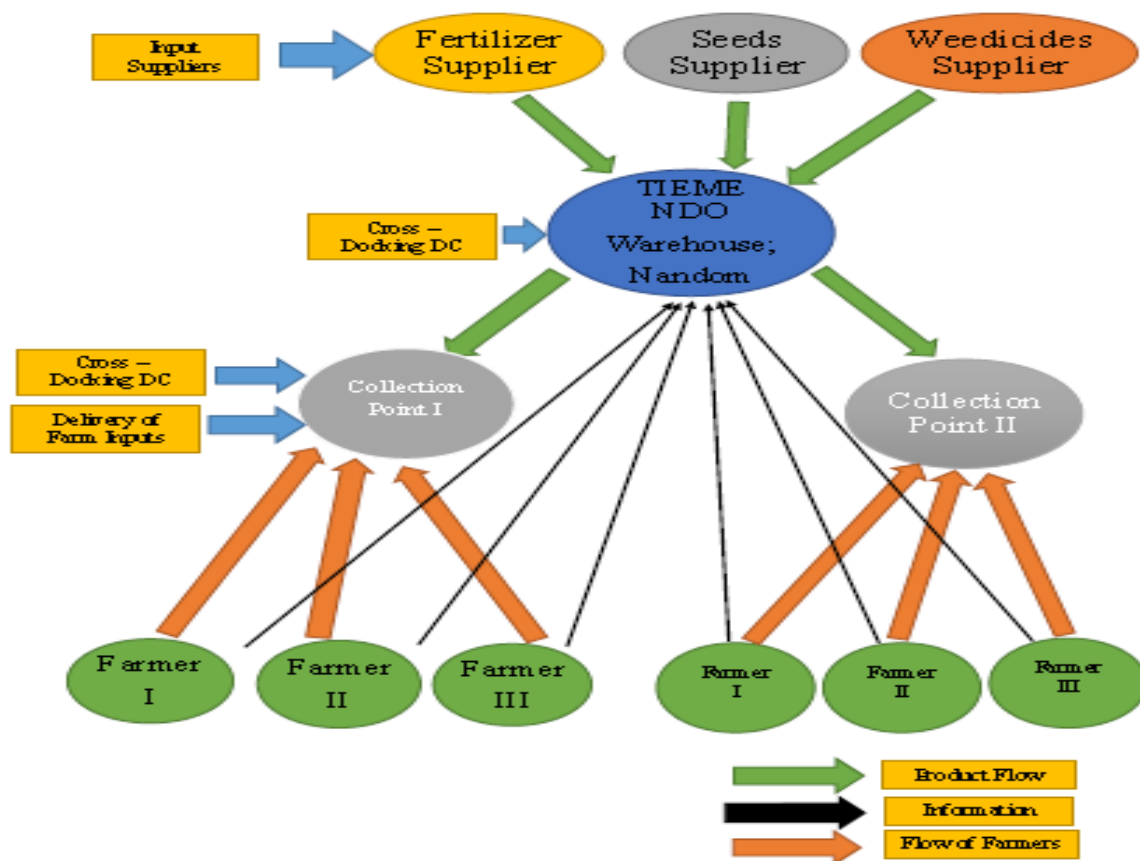 Input
Suppliers
Fertilizer
Supplier
Seeds
Supplier
Weedicides
Supplier
TIEME
NDO
Warehouse;
Nandom
Cross –
Docking DC
Cross –
Docking DC
Delivery of
Farm Inputs
Collection
Point I
Collection
Point II
Farmer
I
Farmer
II
Farmer
III
Farmer
I
Farmer
II
Farmer
III
Product Flow
Information
Flow of Farmers